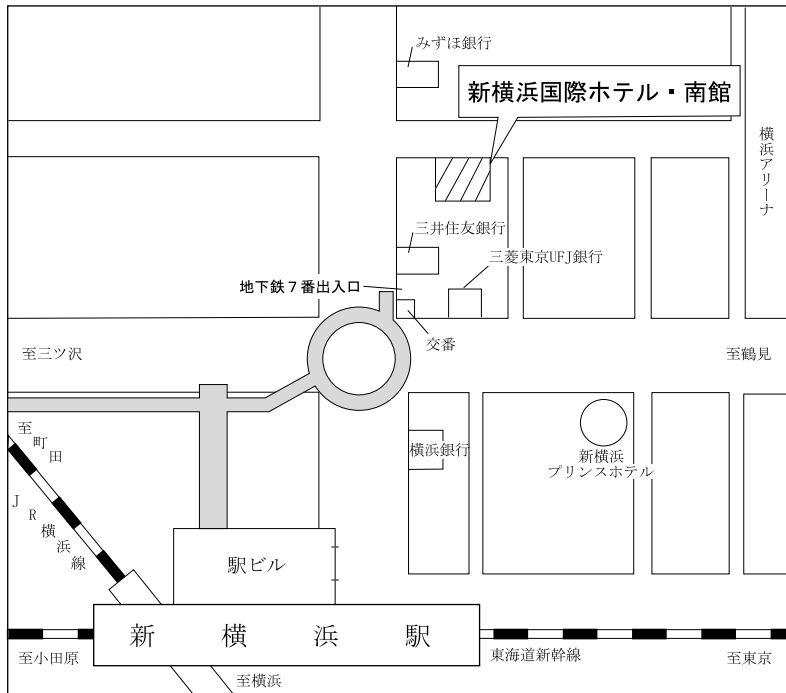 みずほ銀行
新横浜国際ホテル・南館
横浜アリーナ
三井住友銀行
三菱東京UFJ銀行
地下鉄７番出入口
交番
至三ツ沢
至鶴見
至町田
JR横浜線
横浜銀行
新横浜
プリンスホテル
駅ビル
新横浜駅
至小田原
至横浜
東海道新幹線
至東京